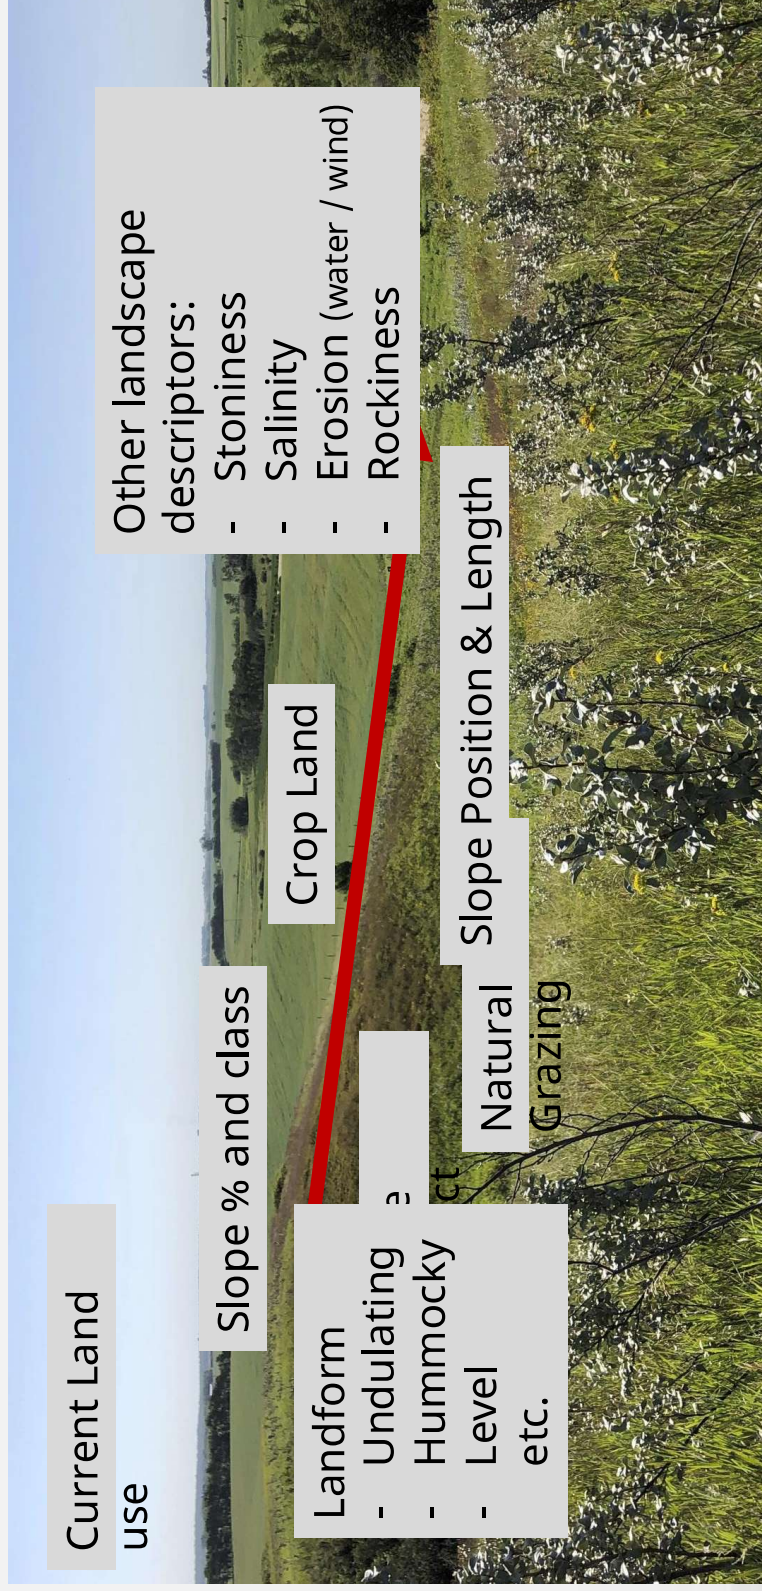 Current Land
use
Slope % and class
Landform
- Undulating
- Hummocky
- Level
etc.
Crop Land
Natural
Grazing
Slope Position & Length
Other landscape
descriptors:
- Stoniness
- Salinity
- Erosion (water / wind)
- Rockiness